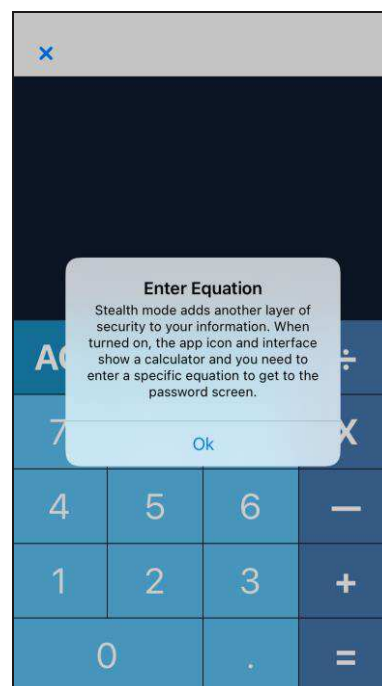 ×
Enter Equation
Stealth mode adds another layer of
security to your information. When
turned on, the app icon and interface
show a calculator and you need to
enter a specific equation to get to the
password screen.
÷
7
Ok
X
4 5 6 —
1 2 3 +
0 . =